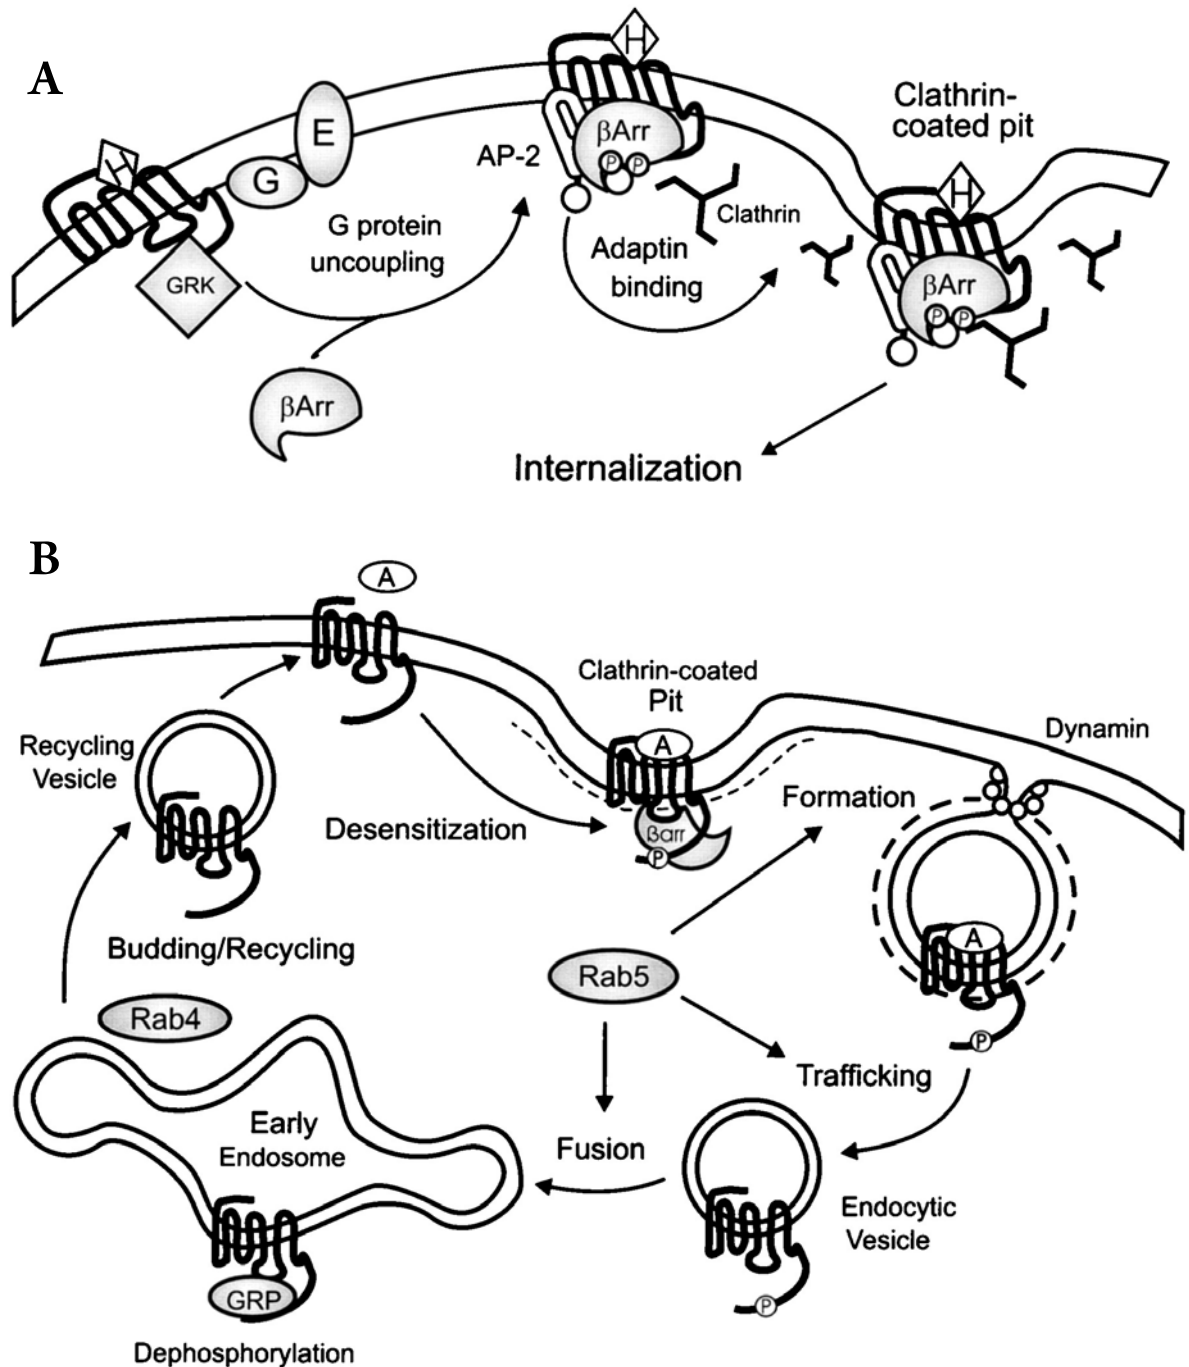 A
H
GRK
G
E
G protein
uncoupling
βArr
AP-2
H
βArr
P P
Clathrin
Adaptin
binding
Clathrin-
coated pit
H
βArr
P P
Internalization
B
A
Clathrin-coated
Pit
A
βarr
P
Desensitization
Dynamin
Formation
A
P
Recycling
Vesicle
Budding/Recycling
Rab5
Rab4
Trafficking
Early
Endosome
Fusion
Endocytic
Vesicle
P
GRP
Dephosphorylation